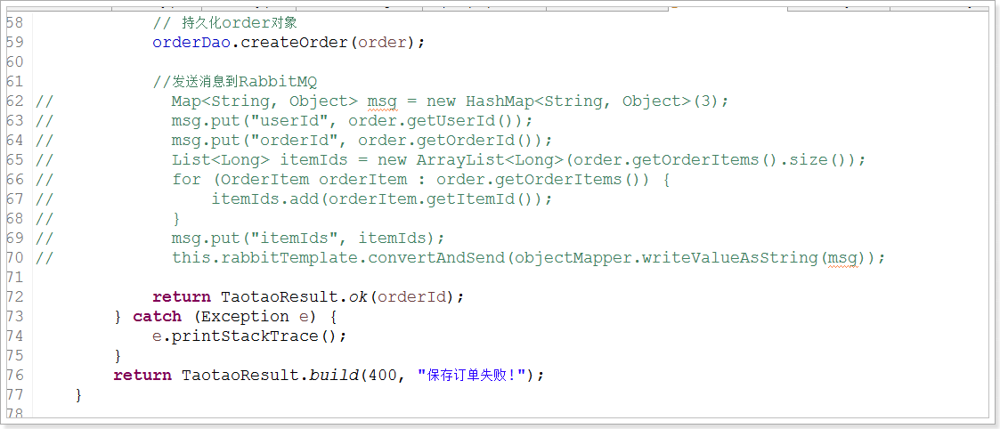 58 // 持久化order对象
59 orderDao.createOrder(order);
60
61 //发送消息到RabbitMQ
62 // Map<String, Object> msg = new HashMap<String, Object>(3);
63 // msg.put("userId", order.getUserId());
64 // msg.put("orderId", order.getOrderId());
65 // List<Long> itemIds = new ArrayList<Long>(order.getOrderItems().size());
66 // for (OrderItem orderItem : order.getOrderItems()) {
67 // itemIds.add(orderItem.getItemId());
68 // }
69 // msg.put("itemIds", itemIds);
70 // this.rabbitTemplate.convertAndSend(objectMapper.writeValueAsString(msg));
71
72 return TaotaoResult.ok(orderId);
73 } catch (Exception e) {
74 e.printStackTrace();
75 }
76 return TaotaoResult.build(400, "保存订单失败!");
77 }
78